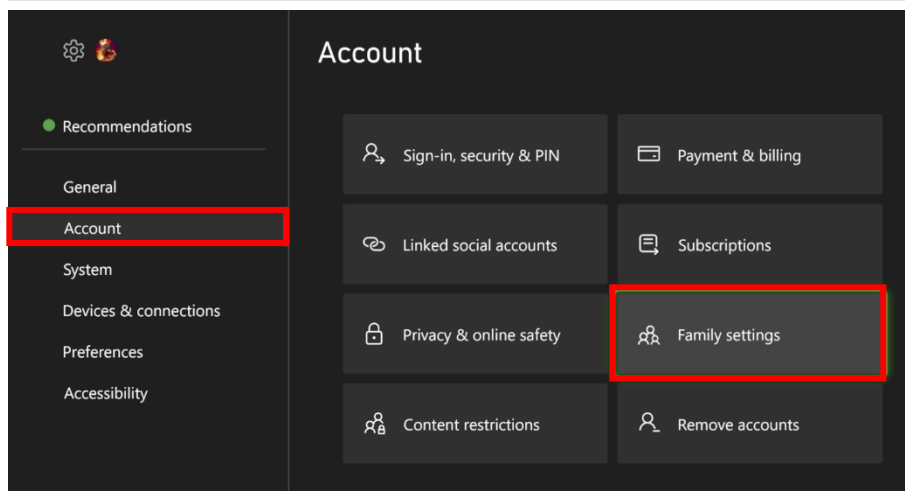 Account
Recommendations
General
Account
System
Devices & connections
Preferences
Accessibility
Sign-in, security & PIN
Payment & billing
Linked social accounts
Subscriptions
Privacy & online safety
Family settings
Content restrictions
Remove accounts